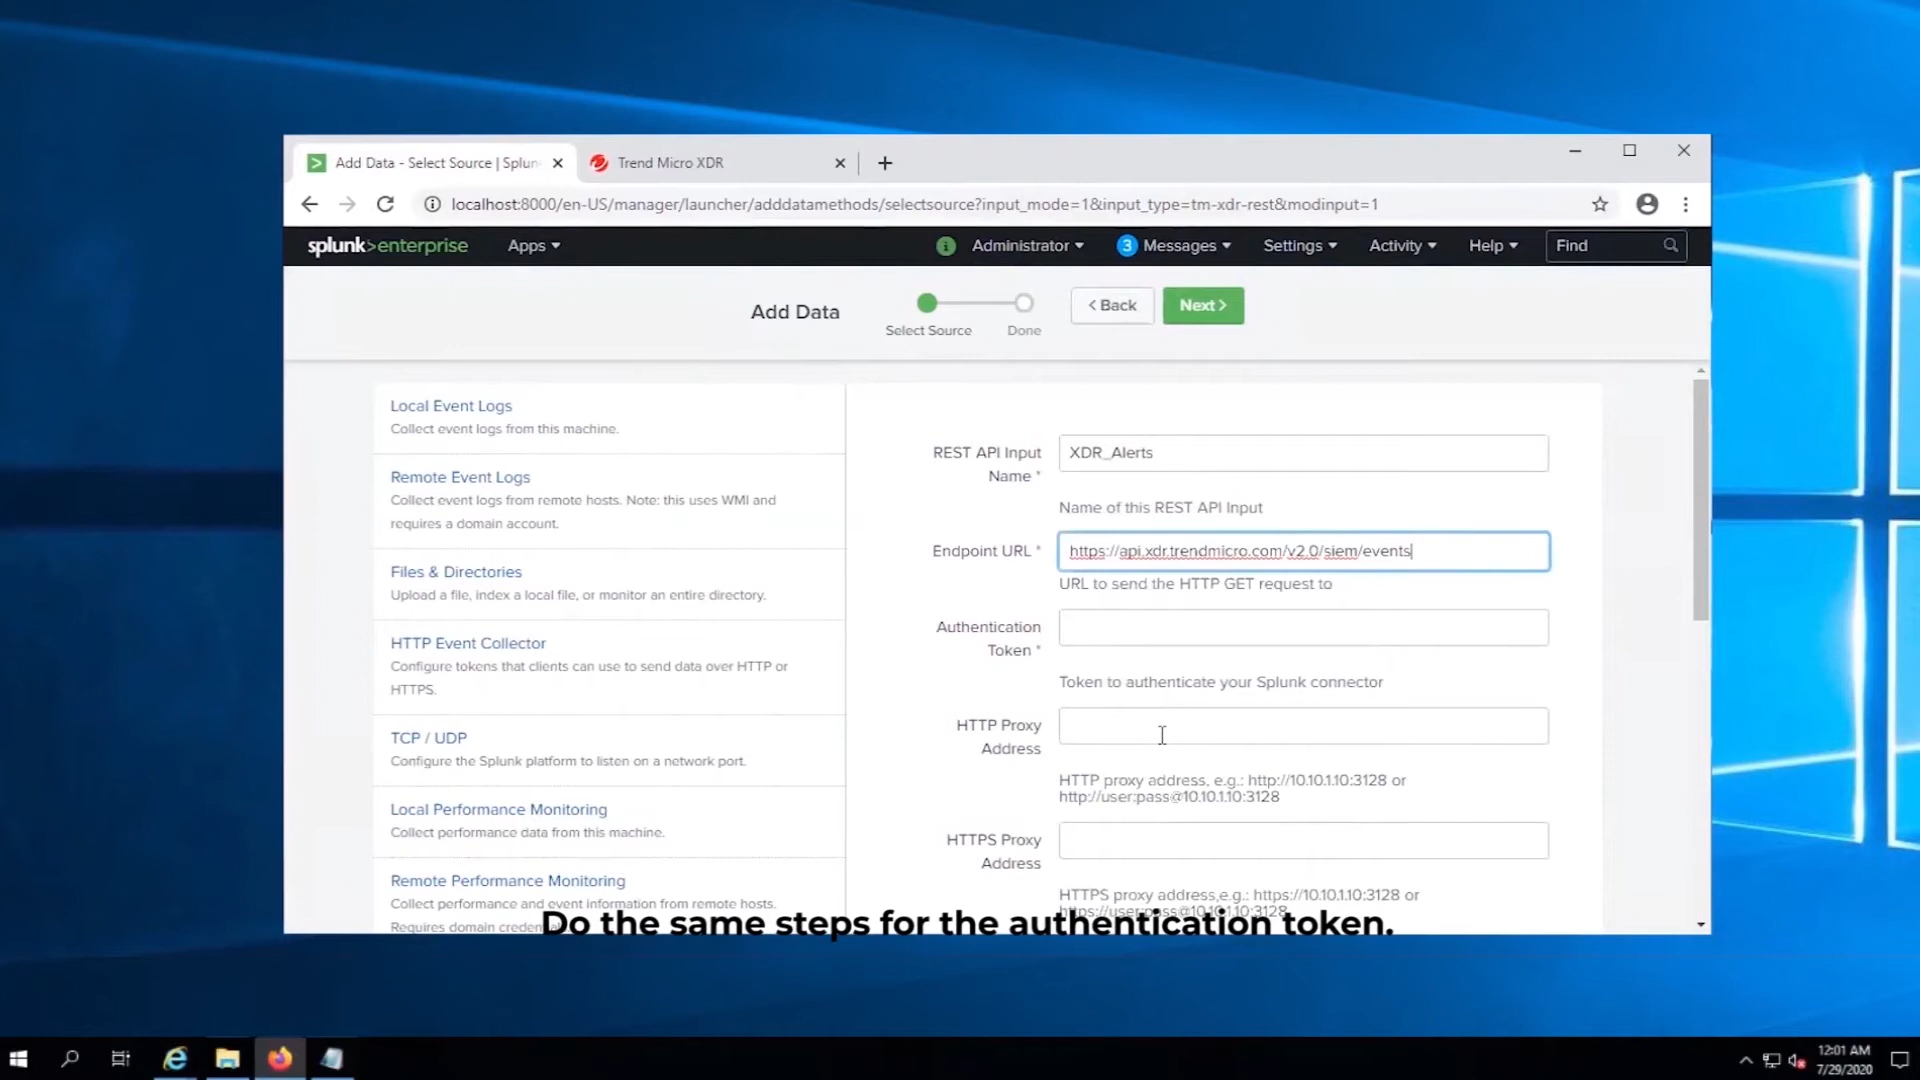 Add Data - Select Source | Splun
Trend Micro XDR
localhost:8000/en-US/manager/launcher/adddatamethods/selectsource?input_mode=1&input_type=tm-xdr-rest&modinput=1
splunk>enterprise
Apps
i
Administrator
3
Messages
Settings
Activity
Help
Find
Add Data
Select Source
Done
< Back
Next >
Local Event Logs
Collect event logs from this machine.
Remote Event Logs
Collect event logs from remote hosts. Note: this uses WMI and
requires a domain account.
Files & Directories
Upload a file, index a local file, or monitor an entire directory.
HTTP Event Collector
Configure tokens that clients can use to send data over HTTP or
HTTPS.
TCP / UDP
Configure the Splunk platform to listen on a network port.
Local Performance Monitoring
Collect performance data from this machine.
Remote Performance Monitoring
Collect performance and event information from remote hosts.
Requires domain
REST API Input
Name *
XDR_Alerts
Name of this REST API Input
Endpoint URL *
https://api.xdr.trendmicro.com/v2.0/siem/events
URL to send the HTTP GET request to
Authentication
Token *
Token to authenticate your Splunk connector
HTTP Proxy
Address
HTTP proxy address, e.g.: http://10.10.1.10:3128 or
http://user:pass@10.10.1.10:3128
HTTPS Proxy
Address
HTTPS proxy address,e.g.: https://10.10.1.10:3128 or
https://user:pass@10.10.1.10:3128
Do the same steps for the authentication token.
12:01 AM
7/29/2020